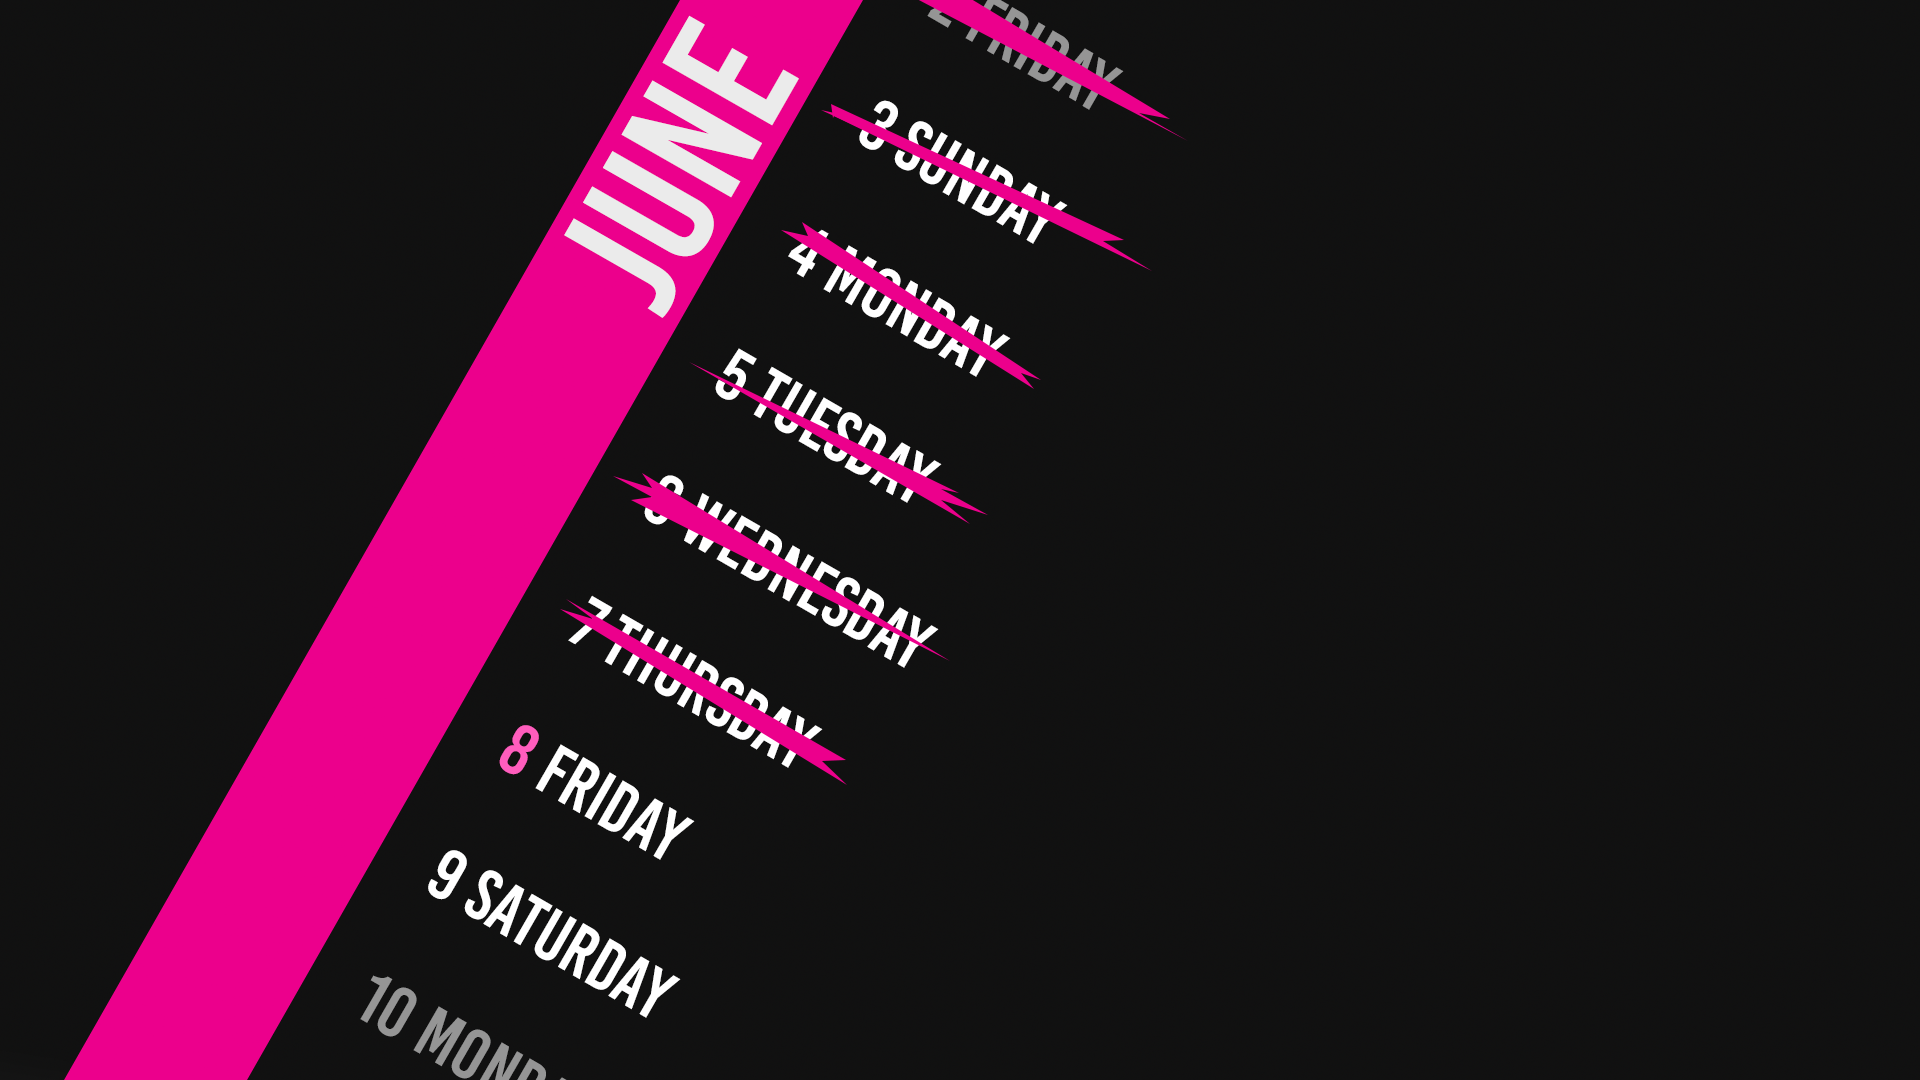 JUNE
2 FRIDAY
3 SUNDAY
4 MONDAY
5 TUESDAY
6 WEDNESDAY
7 THURSDAY
8 FRIDAY
9 SATURDAY
10